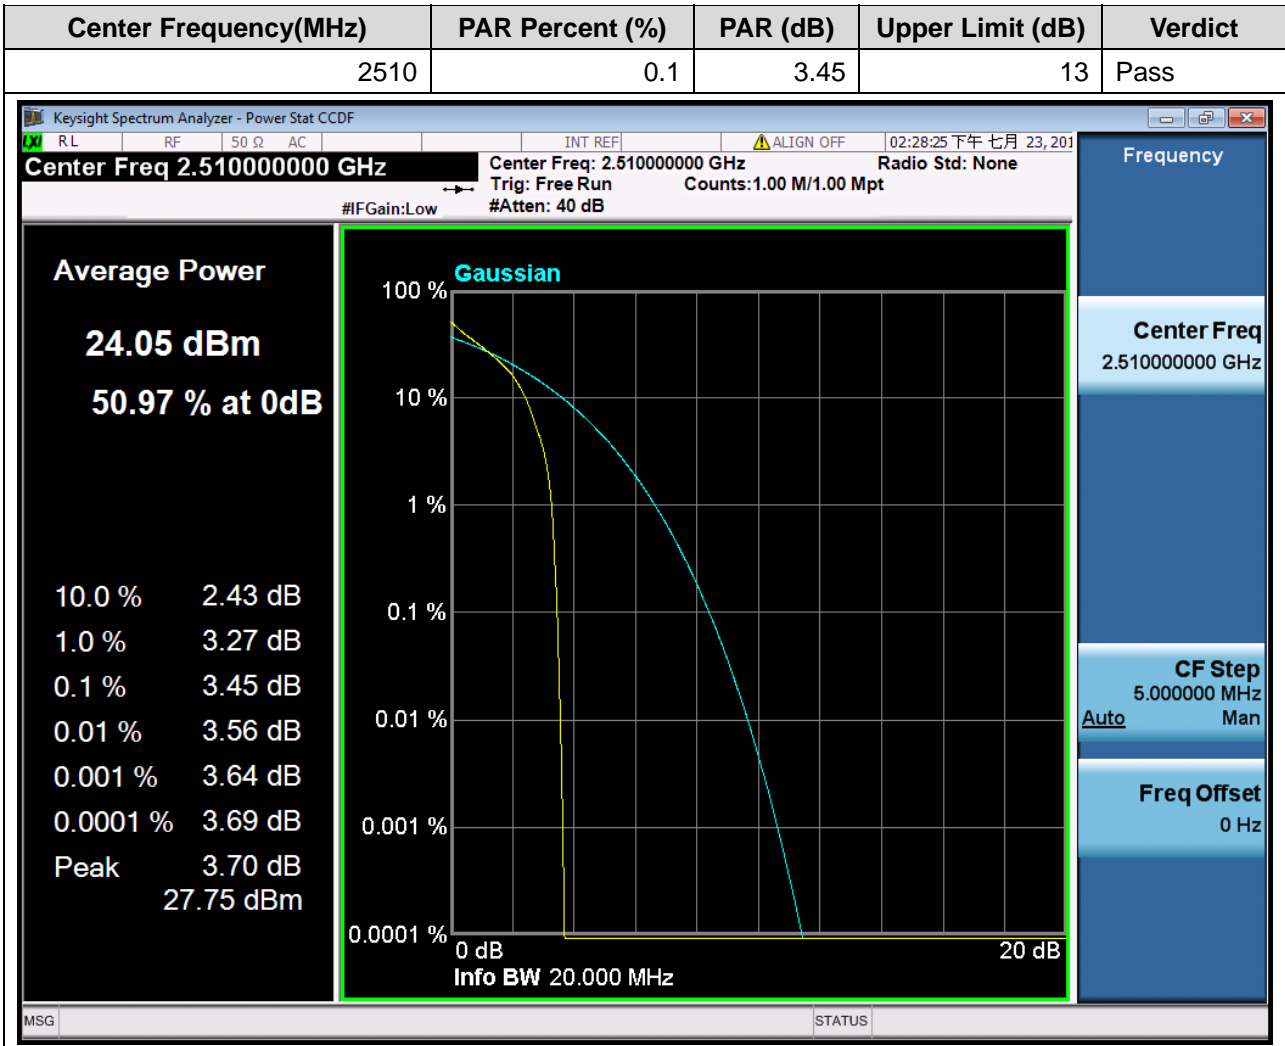 Center Frequency(MHz) PAR Percent (%) PAR (dB) Upper Limit (dB) Verdict
2510 0.1 3.45 13 Pass
Keysight Spectrum Analyzer - Power Stat CCDF
LXI RL RF 50 Ω AC INT REF ALIGN OFF 02:28:25 下午 七月 23, 201
Center Freq 2.510000000 GHz
#IFGain:Low
Center Freq: 2.510000000 GHz
Trig: Free Run
#Atten: 40 dB
Counts:1.00 M/1.00 Mpt
Radio Std: None
Average Power
24.05 dBm
50.97 % at 0dB
10.0 % 2.43 dB
1.0 % 3.27 dB
0.1 % 3.45 dB
0.01 % 3.56 dB
0.001 % 3.64 dB
0.0001 % 3.69 dB
Peak 3.70 dB
27.75 dBm
Gaussian
100 %
10 %
1 %
0.1 %
0.01 %
0.001 %
0.0001 %
0 dB 20 dB
Info BW 20.000 MHz
Frequency
Center Freq
2.510000000 GHz
CF Step
5.000000 MHz
Auto Man
Freq Offset
0 Hz
MSG STATUS